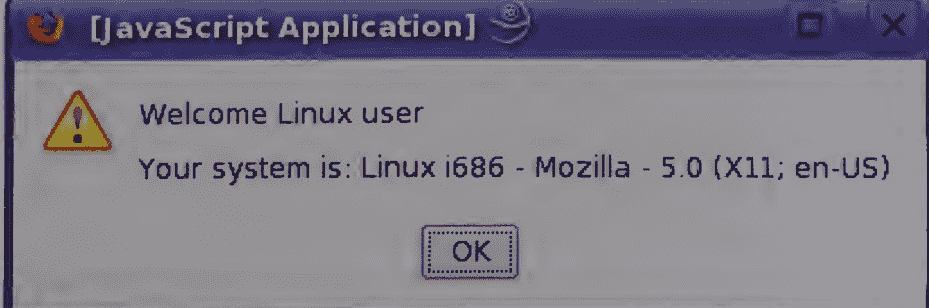 [JavaScript Application]
Welcome Linux user
Your system is: Linux i686 - Mozilla - 5.0 (X11; en-US)
OK